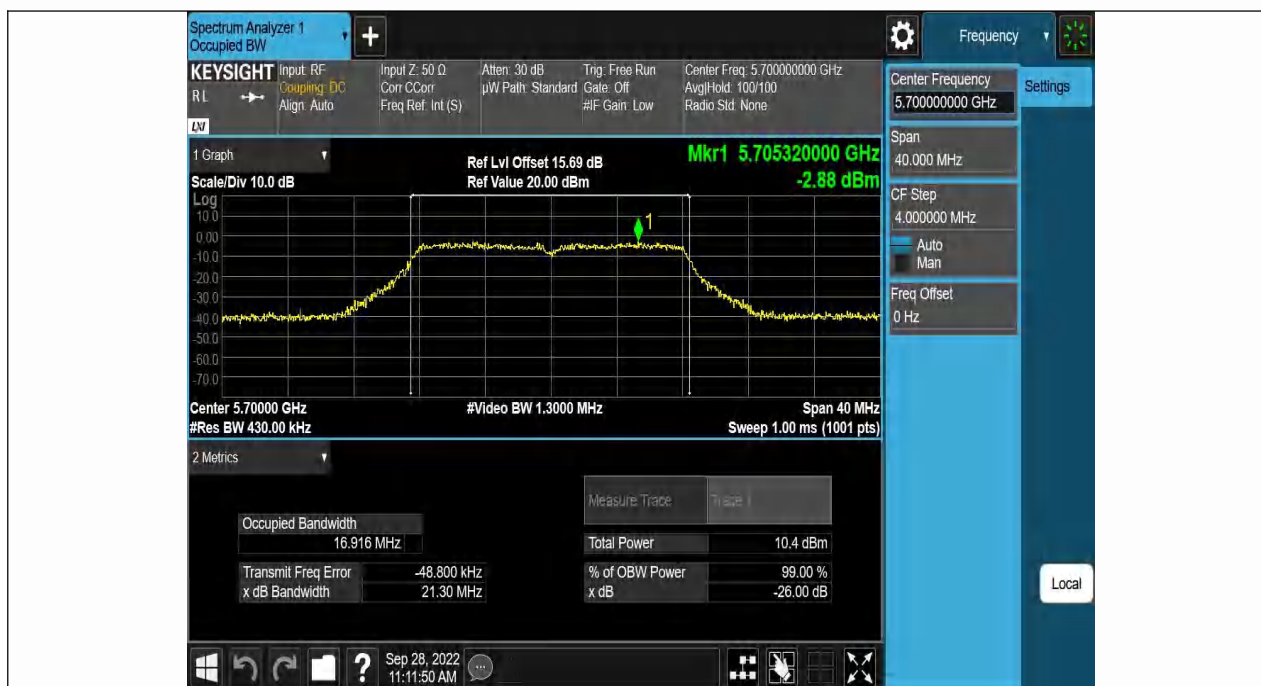 Spectrum Analyzer 1
Occupied BW
+
Frequency
KEYSIGHT
RL
LXI
Input: RF
Coupling: DC
Align: Auto
Input Z: 50 Ω
Corr CCorr
Freq Ref: Int (S)
Atten: 30 dB
µW Path: Standard
Trig: Free Run
Gate: Off
#IF Gain: Low
Center Freq: 5.700000000 GHz
Avg|Hold: 100/100
Radio Std: None
Center Frequency
5.700000000 GHz
Settings
Span
40.000 MHz
CF Step
4.000000 MHz
Auto
Man
Freq Offset
0 Hz
Local
1 Graph
Scale/Div 10.0 dB
Ref Lvl Offset 15.69 dB
Ref Value 20.00 dBm
Mkr1 5.705320000 GHz
-2.88 dBm
Log
10.0
0.00
-10.0
-20.0
-30.0
-40.0
-50.0
-60.0
-70.0
1
Center 5.70000 GHz
#Res BW 430.00 kHz
#Video BW 1.3000 MHz
Span 40 MHz
Sweep 1.00 ms (1001 pts)
2 Metrics
Measure Trace
Trace 1
Occupied Bandwidth
16.916 MHz
Total Power
10.4 dBm
Transmit Freq Error
-48.800 kHz
% of OBW Power
99.00 %
x dB Bandwidth
21.30 MHz
x dB
-26.00 dB
?
Sep 28, 2022
11:11:50 AM